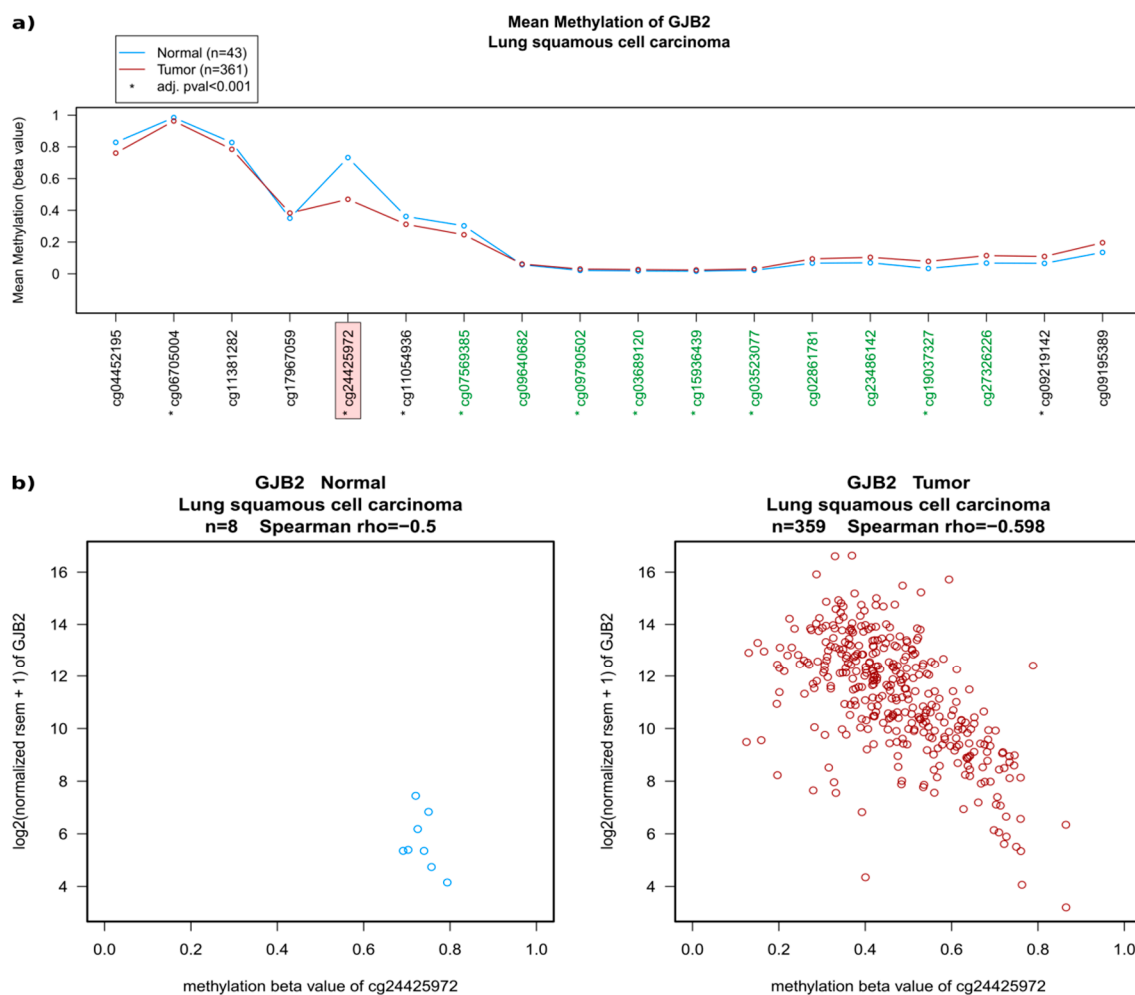 a)
Mean Methylation of GJB2
Lung squamous cell carcinoma
Normal (n=43)
Tumor (n=361)
* adj. pval<0.001
Mean Methylation (beta value)
1
0.8
0.6
0.4
0.2
0
cg04452195
* cg06705004
cg11381282
cg17967059
* cg24425972
* cg11054936
* cg07569385
cg09640682
* cg09790502
* cg03689120
* cg15936439
* cg03523077
cg02861781
cg23486142
* cg19037327
cg27326226
* cg09219142
cg09195389
b)
GJB2 Normal
Lung squamous cell carcinoma
n=8 Spearman rho=−0.5
log2(normalized rsem + 1) of GJB2
16
14
12
10
8
6
4
0.0 0.2 0.4 0.6 0.8 1.0
methylation beta value of cg24425972
GJB2 Tumor
Lung squamous cell carcinoma
n=359 Spearman rho=−0.598
log2(normalized rsem + 1) of GJB2
16
14
12
10
8
6
4
0.0 0.2 0.4 0.6 0.8 1.0
methylation beta value of cg24425972